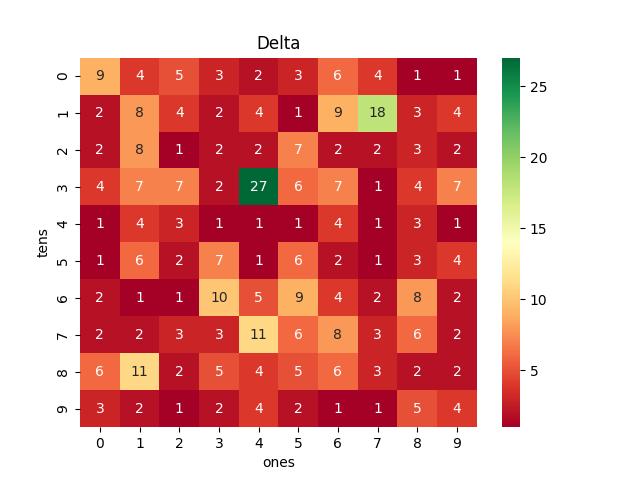 Delta
0 9 4 5 3 2 3 6 4 1 1
1 2 8 4 2 4 1 9 18 3 4
2 2 8 1 2 2 7 2 2 3 2
3 4 7 7 2 27 6 7 1 4 7
4 1 4 3 1 1 1 4 1 3 1
5 1 6 2 7 1 6 2 1 3 4
6 2 1 1 10 5 9 4 2 8 2
7 2 2 3 3 11 6 8 3 6 2
8 6 11 2 5 4 5 6 3 2 2
9 3 2 1 2 4 2 1 1 5 4
0 1 2 3 4 5 6 7 8 9
ones
tens
25
20
15
10
5